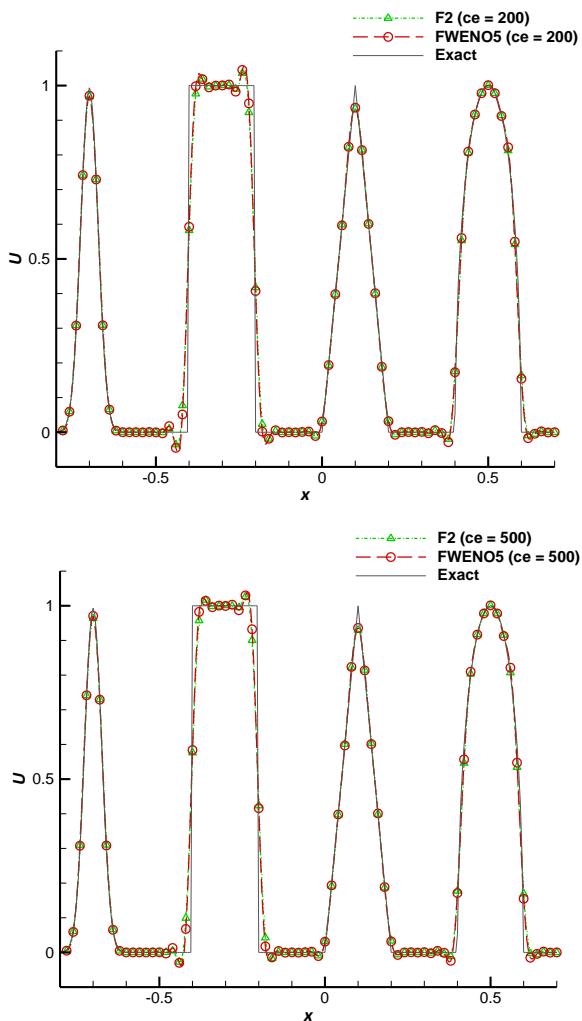 F2 (ce = 200)
FWENO5 (ce = 200)
Exact
1
0.5
0
U
-0.5 0 0.5
x
F2 (ce = 500)
FWENO5 (ce = 500)
Exact
1
0.5
0
U
-0.5 0 0.5
x